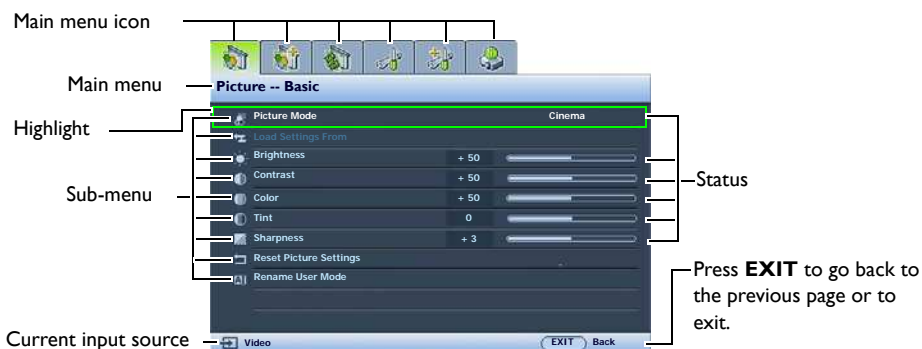 Main menu icon
Main menu
Picture -- Basic
Highlight
Picture Mode Cinema
Load Settings From
Brightness + 50
Contrast + 50
Status
Sub-menu
Color + 50
Tint 0
Sharpness + 3
Reset Picture Settings
Rename User Mode
Press EXIT to go back to
the previous page or to
exit.
Current input source
Video
EXIT Back